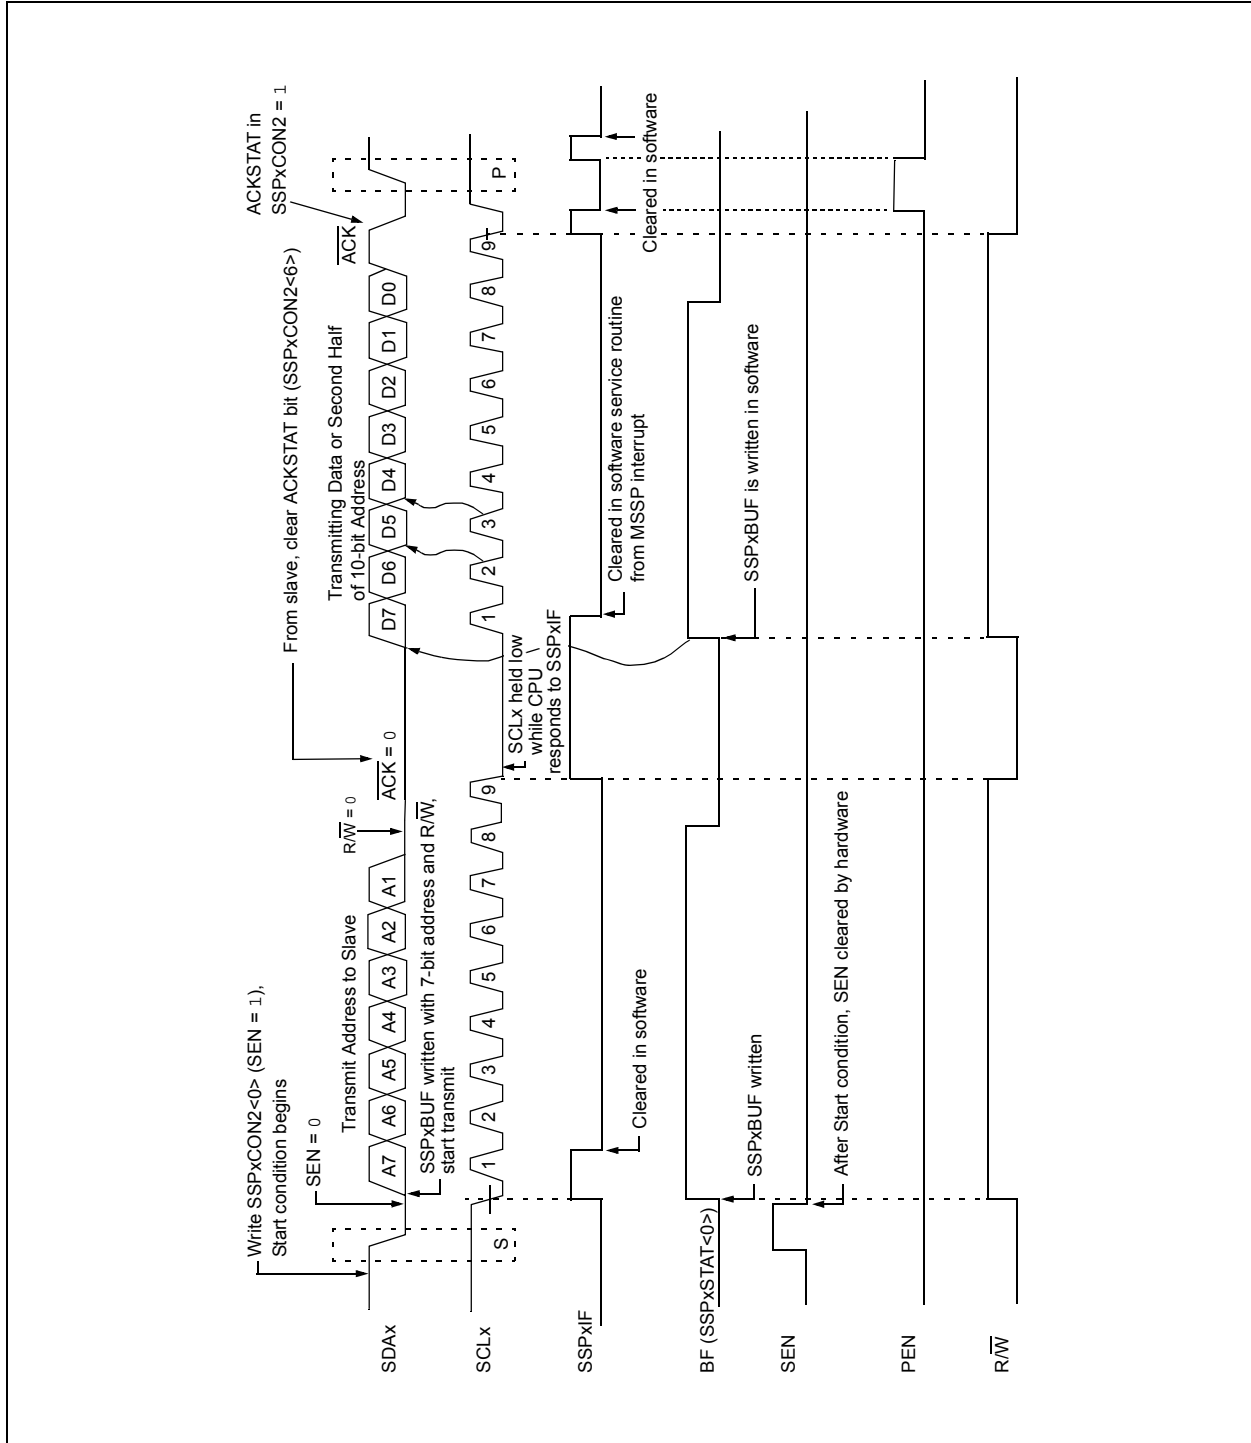 Write SSPxCON2<0> (SEN = 1),
Start condition begins
SEN = 0
Transmit Address to Slave
R/W = 0
From slave, clear ACKSTAT bit (SSPxCON2<6>)
ACK = 0
Transmitting Data or Second Half
of 10-bit Address
ACKSTAT in
SSPxCON2 = 1
ACK
SDAx
A7 A6 A5 A4 A3 A2 A1
D7 D6 D5 D4 D3 D2 D1 D0
SSPxBUF written with 7-bit address and R/W,
start transmit
SCLx
S
1 2 3 4 5 6 7 8 9
1 2 3 4 5 6 7 8 9
P
SCLx held low
while CPU
responds to SSPxIF
SSPxIF
Cleared in software
Cleared in software service routine
from MSSP interrupt
Cleared in software
BF (SSPxSTAT<0>)
SSPxBUF written
SSPxBUF is written in software
SEN
After Start condition, SEN cleared by hardware
PEN
R/W